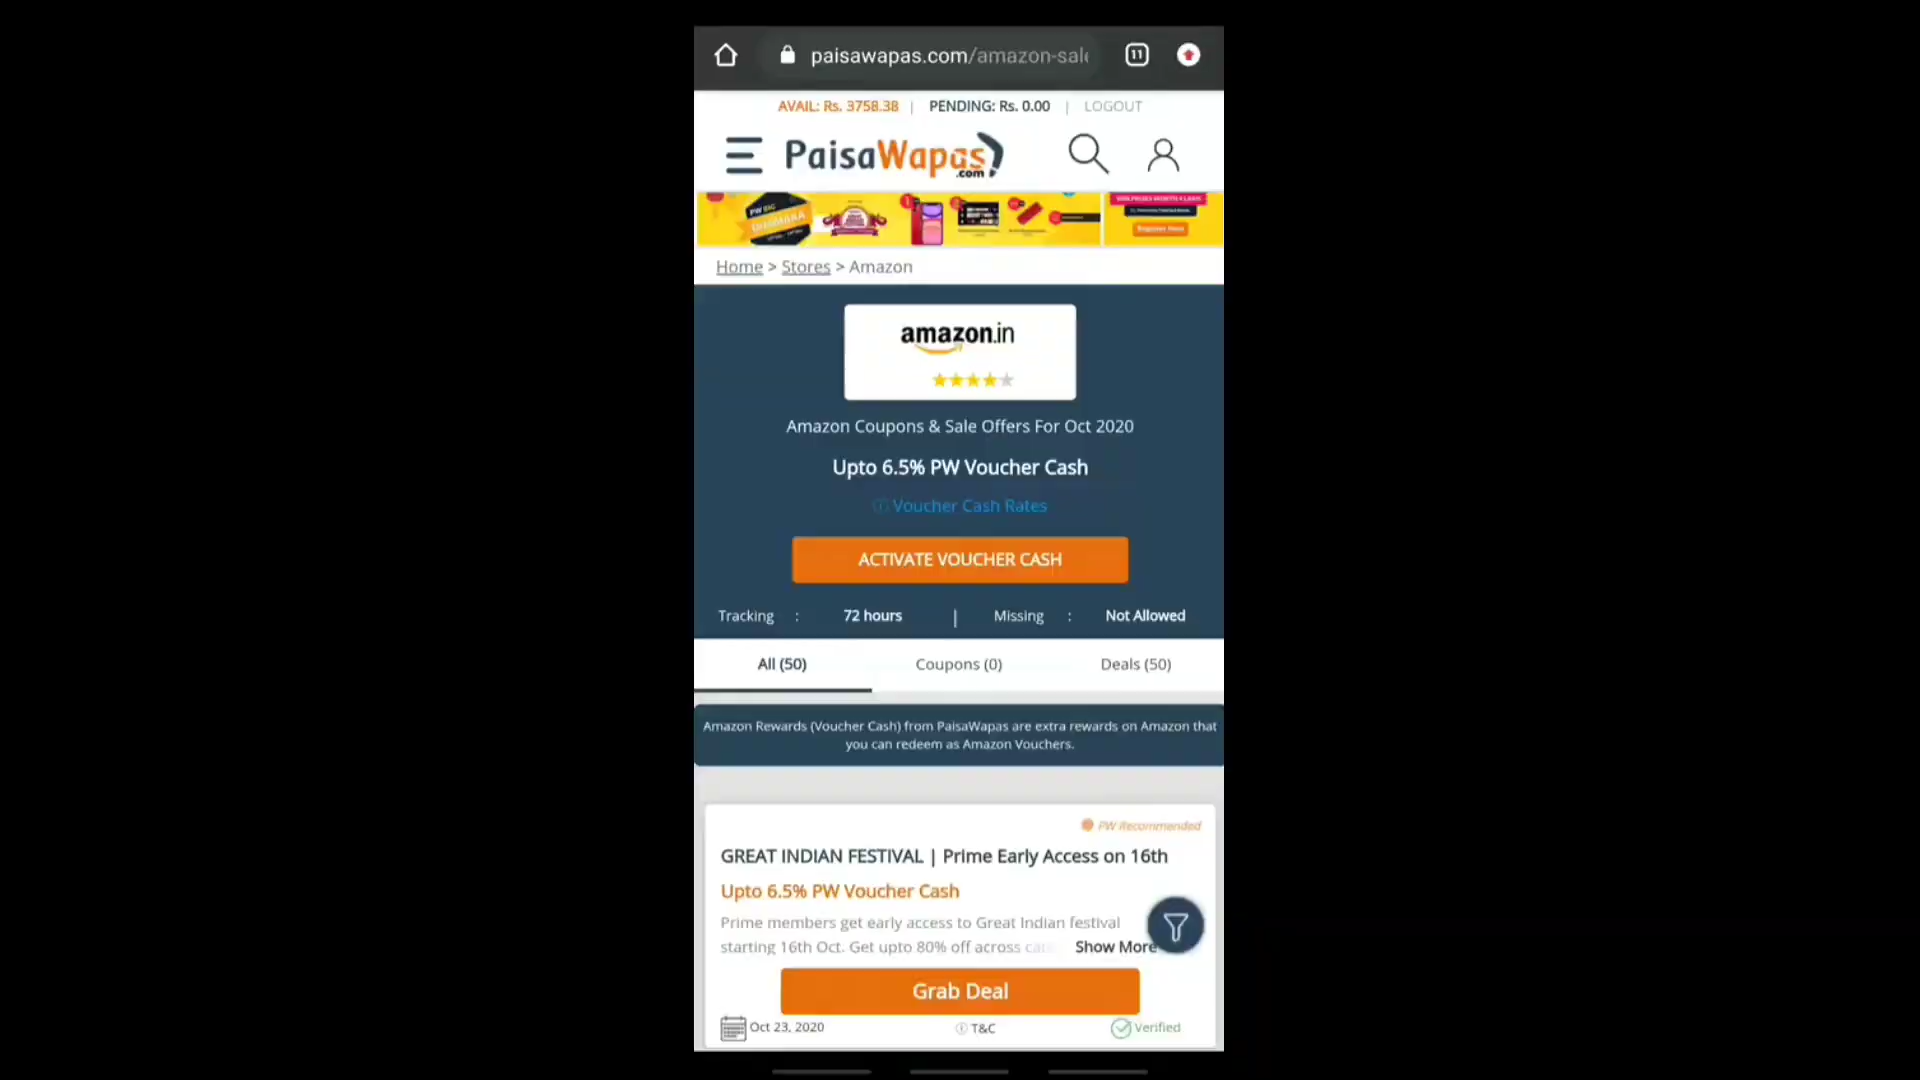 paisawapas.com/amazon-sale
11
AVAIL: Rs. 3758.38 | PENDING: Rs. 0.00 | LOGOUT
PaisaWapas
.com
PW BIG
Register Now
Home > Stores > Amazon
amazon.in
Amazon Coupons & Sale Offers For Oct 2020
Upto 6.5% PW Voucher Cash
Voucher Cash Rates
ACTIVATE VOUCHER CASH
Tracking : 72 hours | Missing : Not Allowed
All (50)
Coupons (0)
Deals (50)
Amazon Rewards (Voucher Cash) from PaisaWapas are extra rewards on Amazon that
you can redeem as Amazon Vouchers.
PW Recommended
GREAT INDIAN FESTIVAL | Prime Early Access on 16th
Upto 6.5% PW Voucher Cash
Prime members get early access to Great Indian festival
starting 16th Oct. Get upto 80% off across Show More
Grab Deal
Oct 23, 2020
T&C
Verified